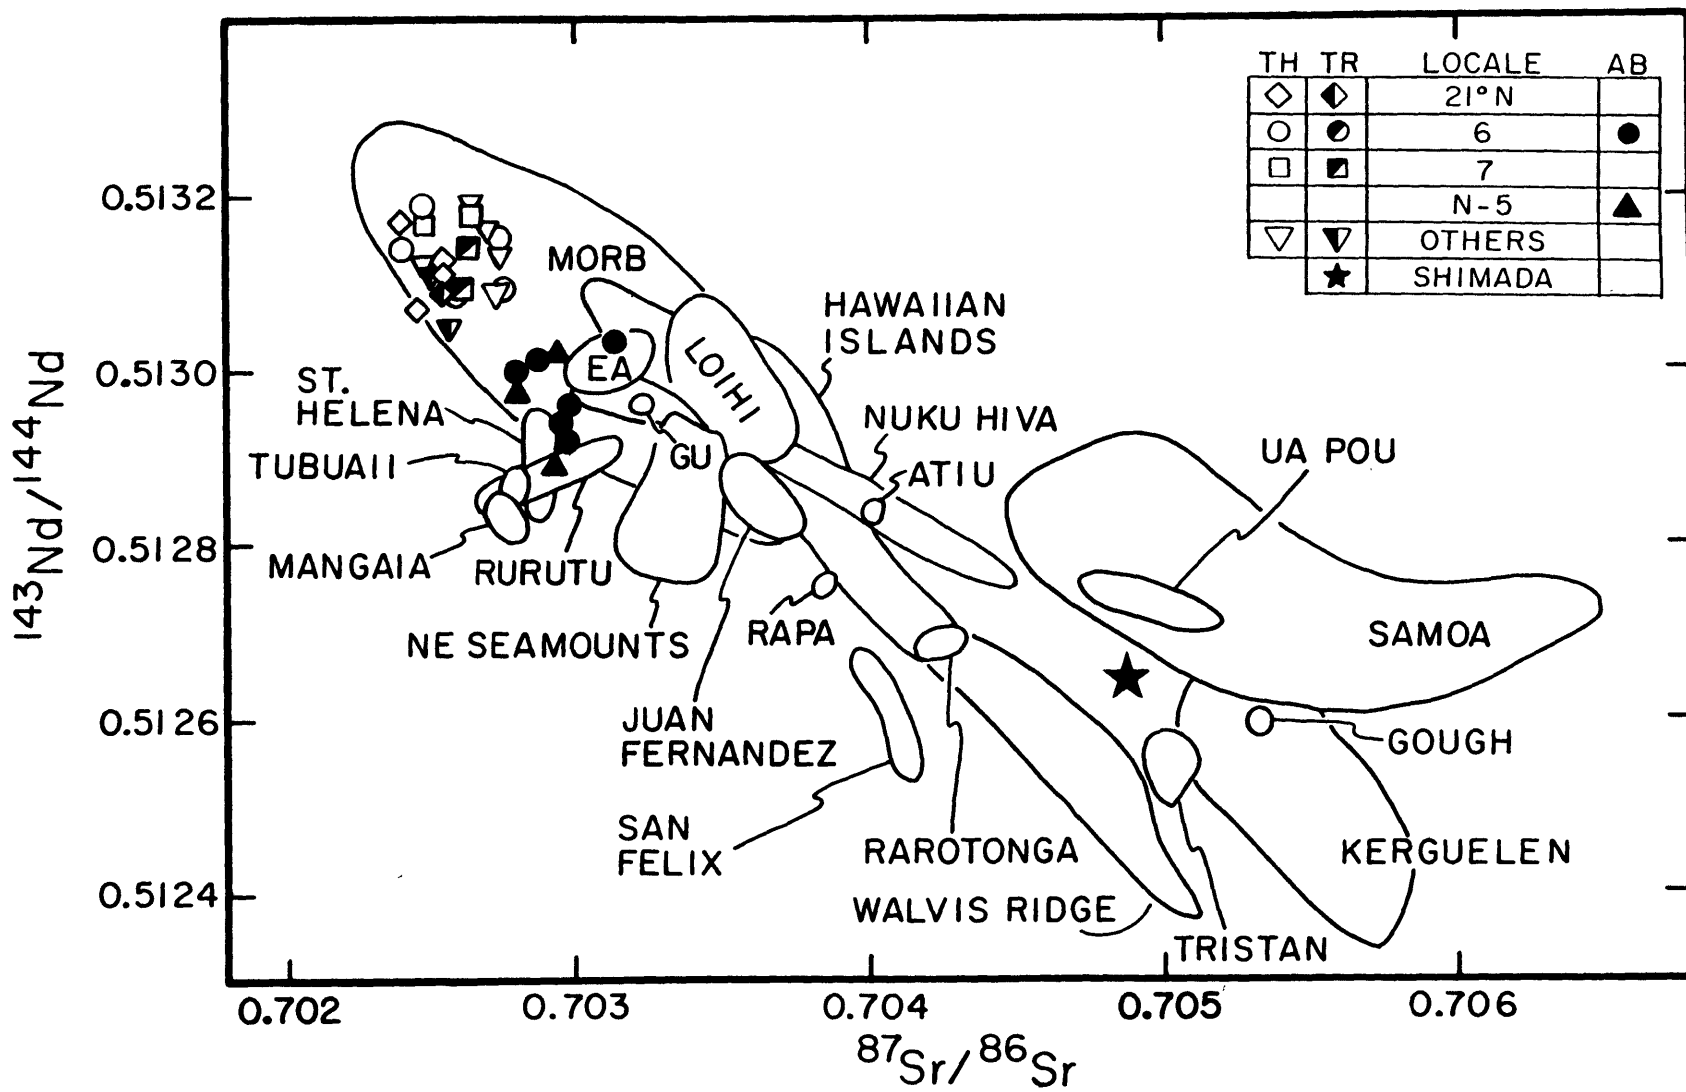 TH TR LOCALE AB
21°N
6
7
N-5
OTHERS
SHIMADA
0.5132
0.5130
0.5128
0.5126
0.5124
143Nd/144Nd
MORB
HAWAIIAN
ISLANDS
LOIHI
EA
ST.
HELENA
NUKU HIVA
GU
TUBUAII
ATIU
UA POU
MANGAIA
RURUTU
NE SEAMOUNTS
RAPA
SAMOA
JUAN
FERNANDEZ
GOUGH
SAN
FELIX
RAROTONGA
KERGUELEN
WALVIS RIDGE
TRISTAN
0.702
0.703
0.704
0.705
0.706
87Sr/86Sr